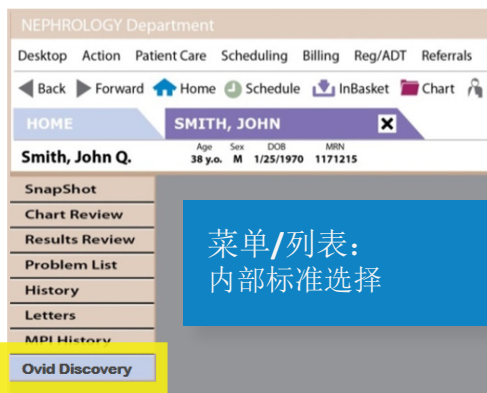 NEPHROLOGY Department
Desktop Action Patient Care Scheduling Billing Reg/ADT Referrals
Back Forward Home Schedule InBasket Chart
HOME SMITH, JOHN
Age Sex DOB MRN
Smith, John Q. 38 y.o. M 1/25/1970 1171215
SnapShot
Chart Review
Results Review
Problem List
History
Letters
MPI History
Ovid Discovery
菜单/列表:
内部标准选择